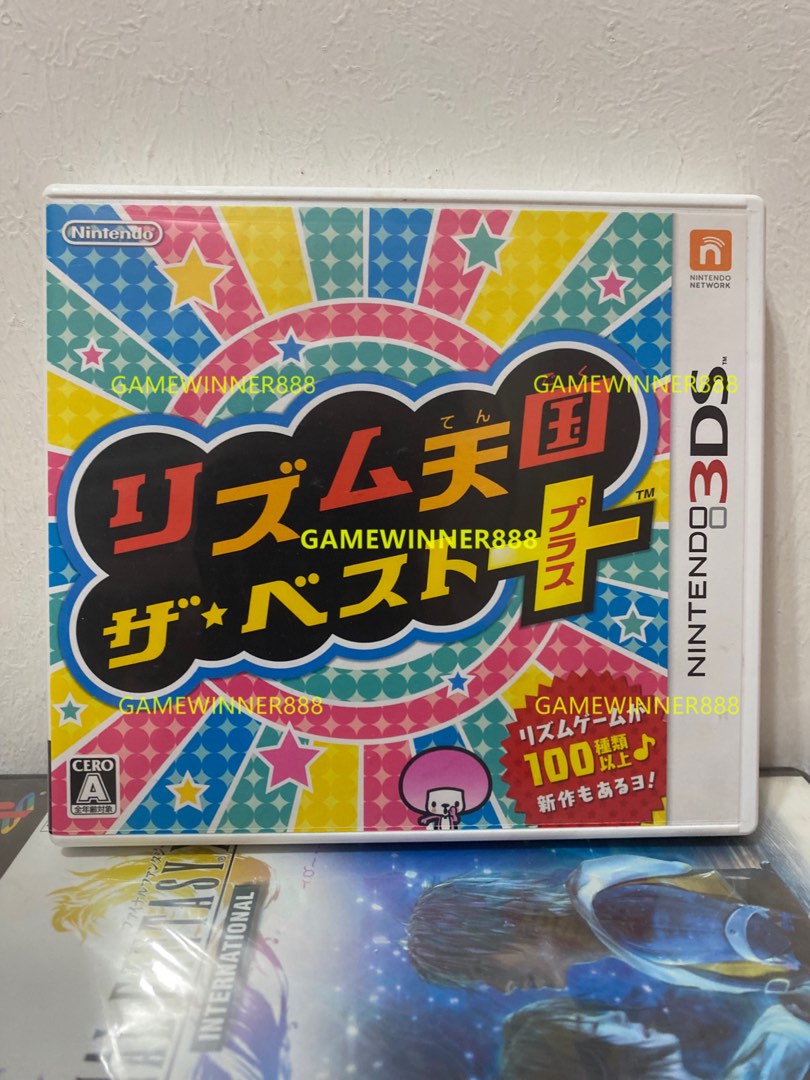 Nintendo
NINTENDO
NETWORK
GAMEWINNER888
GAMEWINNER888
てん ごく
リズム天国
GAMEWINNER888
ザ★ベスト+
プラス
TM
NINTENDO3DS
TM
GAMEWINNER888
GAMEWINNER888
リズムゲームが
100種類以上♪
新作もあるヨ!
CERO
A
全年齢対象
INTERNATIONAL